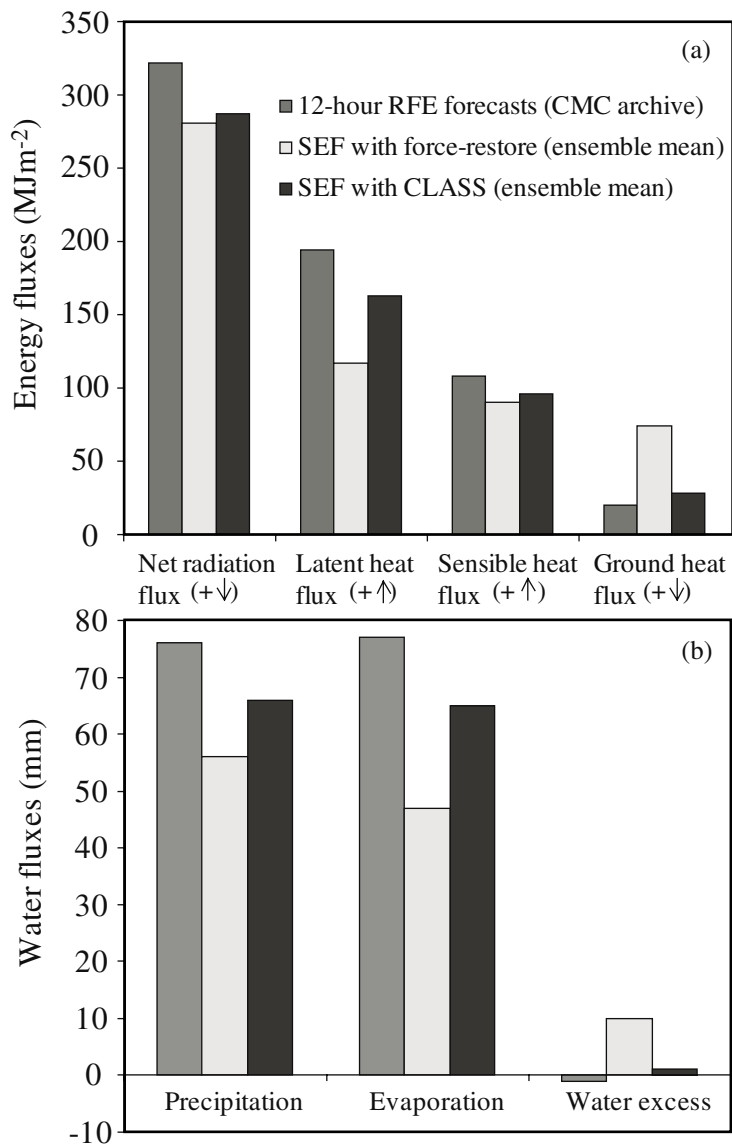 350
(a)
300
12-hour RFE forecasts (CMC archive)
SEF with force-restore (ensemble mean)
250
SEF with CLASS (ensemble mean)
200
150
100
50
0
Energy fluxes (MJm-2)
Net radiation
flux (+↓)
Latent heat
flux (+↑)
Sensible heat
flux (+↑)
Ground heat
flux (+↓)
80
(b)
70
60
50
40
30
20
10
0
-10
Water fluxes (mm)
Precipitation
Evaporation
Water excess